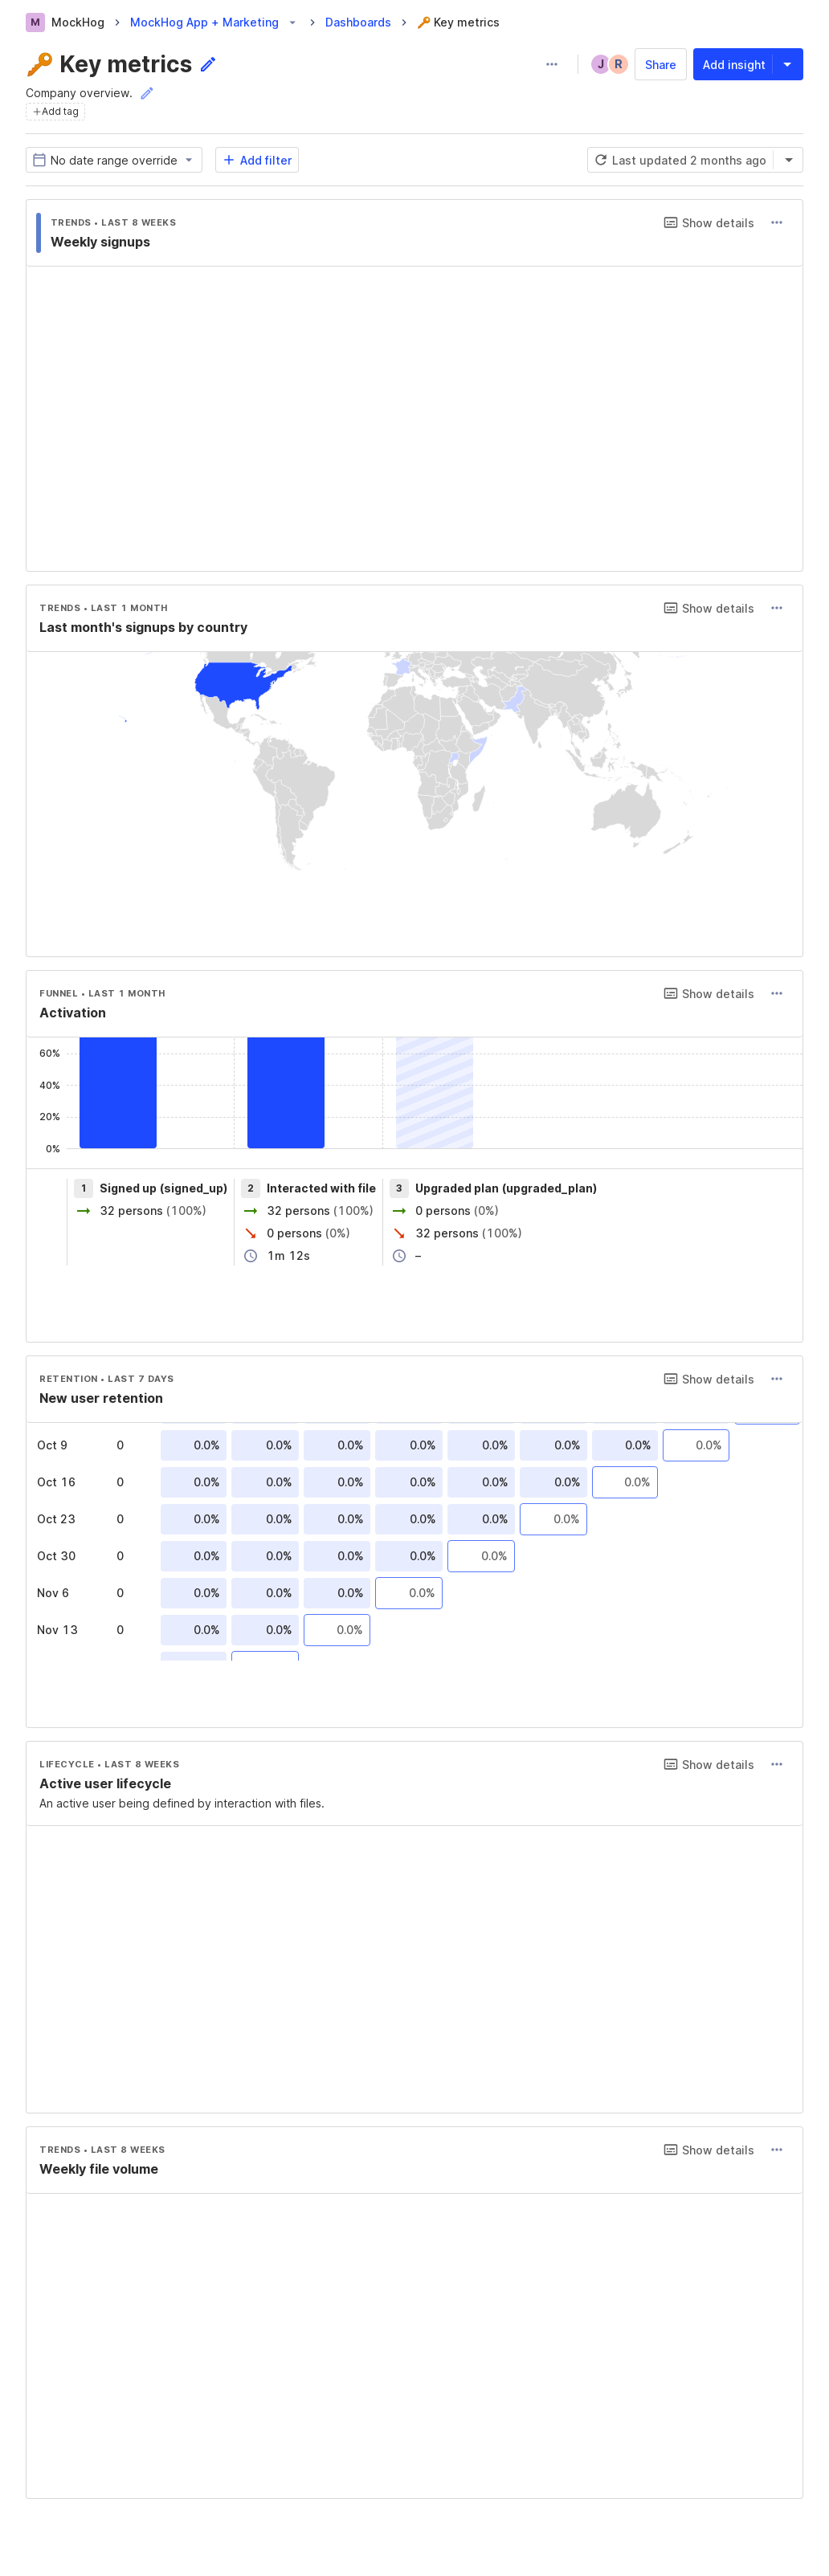 M MockHog > MockHog App + Marketing > Dashboards > 🔑 Key metrics
🔑 Key metrics
J R Share Add insight
Company overview.
+Add tag
No date range override + Add filter Last updated 2 months ago
TRENDS • LAST 8 WEEKS Show details
Weekly signups
TRENDS • LAST 1 MONTH Show details
Last month's signups by country
FUNNEL • LAST 1 MONTH Show details
Activation
60%
40%
20%
0%
1 Signed up (signed_up) 2 Interacted with file 3 Upgraded plan (upgraded_plan)
32 persons (100%) 32 persons (100%) 0 persons (0%)
0 persons (0%) 32 persons (100%)
1m 12s –
RETENTION • LAST 7 DAYS Show details
New user retention
Oct 9 0 0.0% 0.0% 0.0% 0.0% 0.0% 0.0% 0.0% 0.0%
Oct 16 0 0.0% 0.0% 0.0% 0.0% 0.0% 0.0% 0.0%
Oct 23 0 0.0% 0.0% 0.0% 0.0% 0.0% 0.0%
Oct 30 0 0.0% 0.0% 0.0% 0.0% 0.0%
Nov 6 0 0.0% 0.0% 0.0% 0.0%
Nov 13 0 0.0% 0.0% 0.0%
LIFECYCLE • LAST 8 WEEKS Show details
Active user lifecycle
An active user being defined by interaction with files.
TRENDS • LAST 8 WEEKS Show details
Weekly file volume